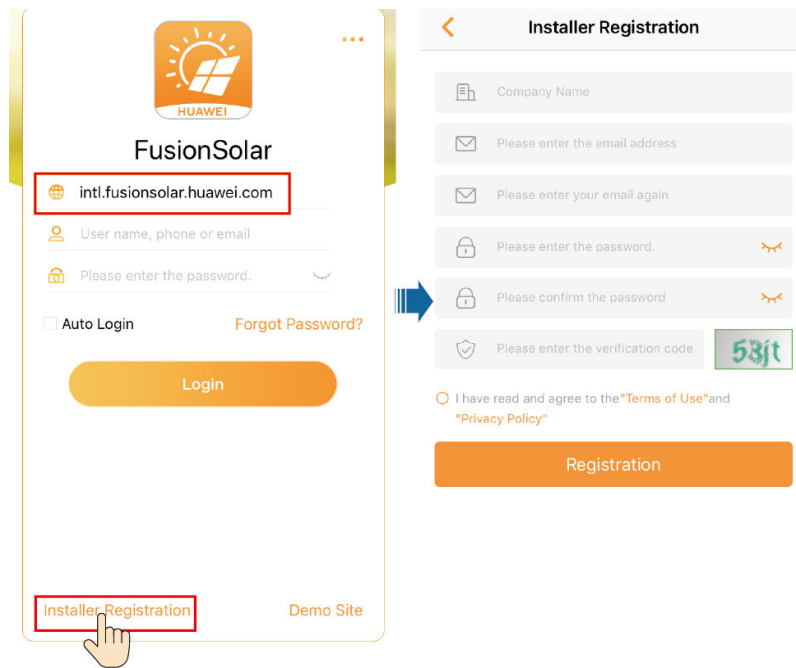 HUAWEI
FusionSolar
intl.fusionsolar.huawei.com
User name, phone or email
Please enter the password.
Auto Login
Forgot Password?
Login
Installer Registration
Demo Site
Installer Registration
Company Name
Please enter the email address
Please enter your email again
Please enter the password.
Please confirm the password
Please enter the verification code
53jt
I have read and agree to the"Terms of Use"and
"Privacy Policy"
Registration